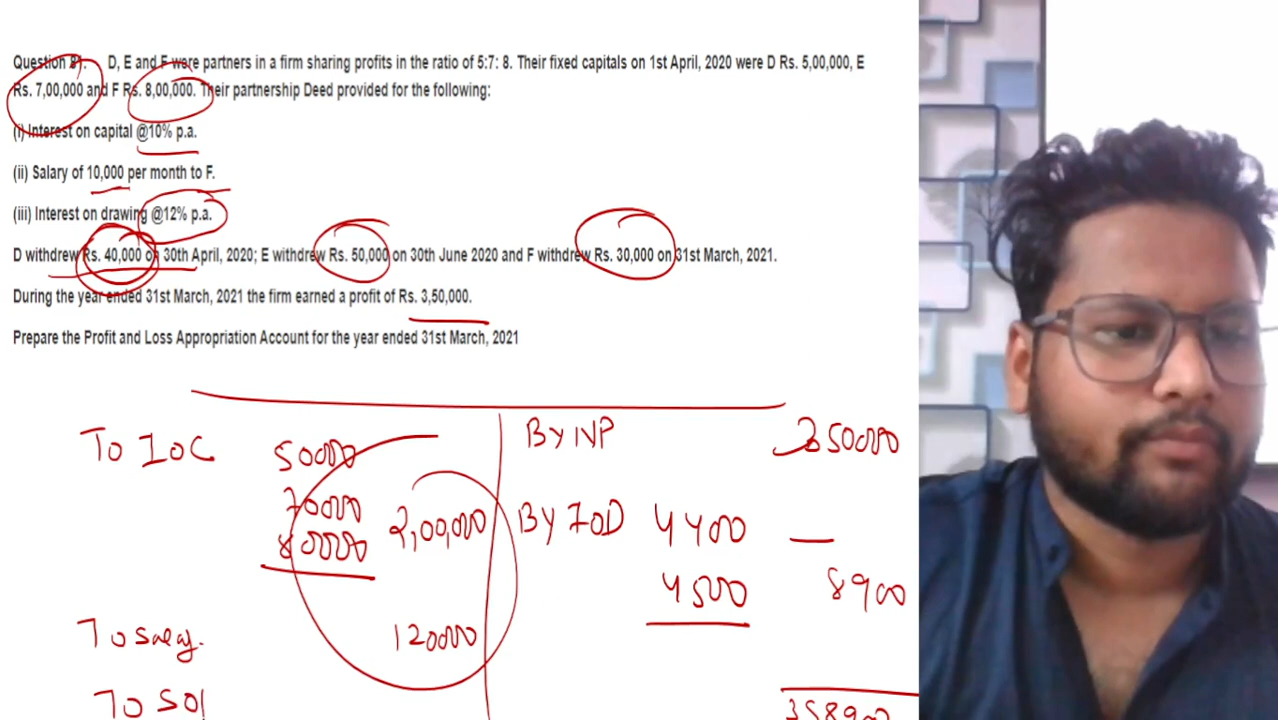 Question 81. D, E and F were partners in a firm sharing profits in the ratio of 5:7: 8. Their fixed capitals on 1st April, 2020 were D Rs. 5,00,000, E
Rs. 7,00,000 and F Rs. 8,00,000. Their partnership Deed provided for the following:
(i) Interest on capital @10% p.a.
(ii) Salary of 10,000 per month to F.
(iii) Interest on drawing @12% p.a.
D withdrew Rs. 40,000 on 30th April, 2020; E withdrew Rs. 50,000 on 30th June 2020 and F withdrew Rs. 30,000 on 31st March, 2021.
During the year ended 31st March, 2021 the firm earned a profit of Rs. 3,50,000.
Prepare the Profit and Loss Appropriation Account for the year ended 31st March, 2021
To IOC 50000 By NP 350000
70000
80000 2,00,000 By IOD 4400 —
4500 8900
To Salary. 120000
To
358900